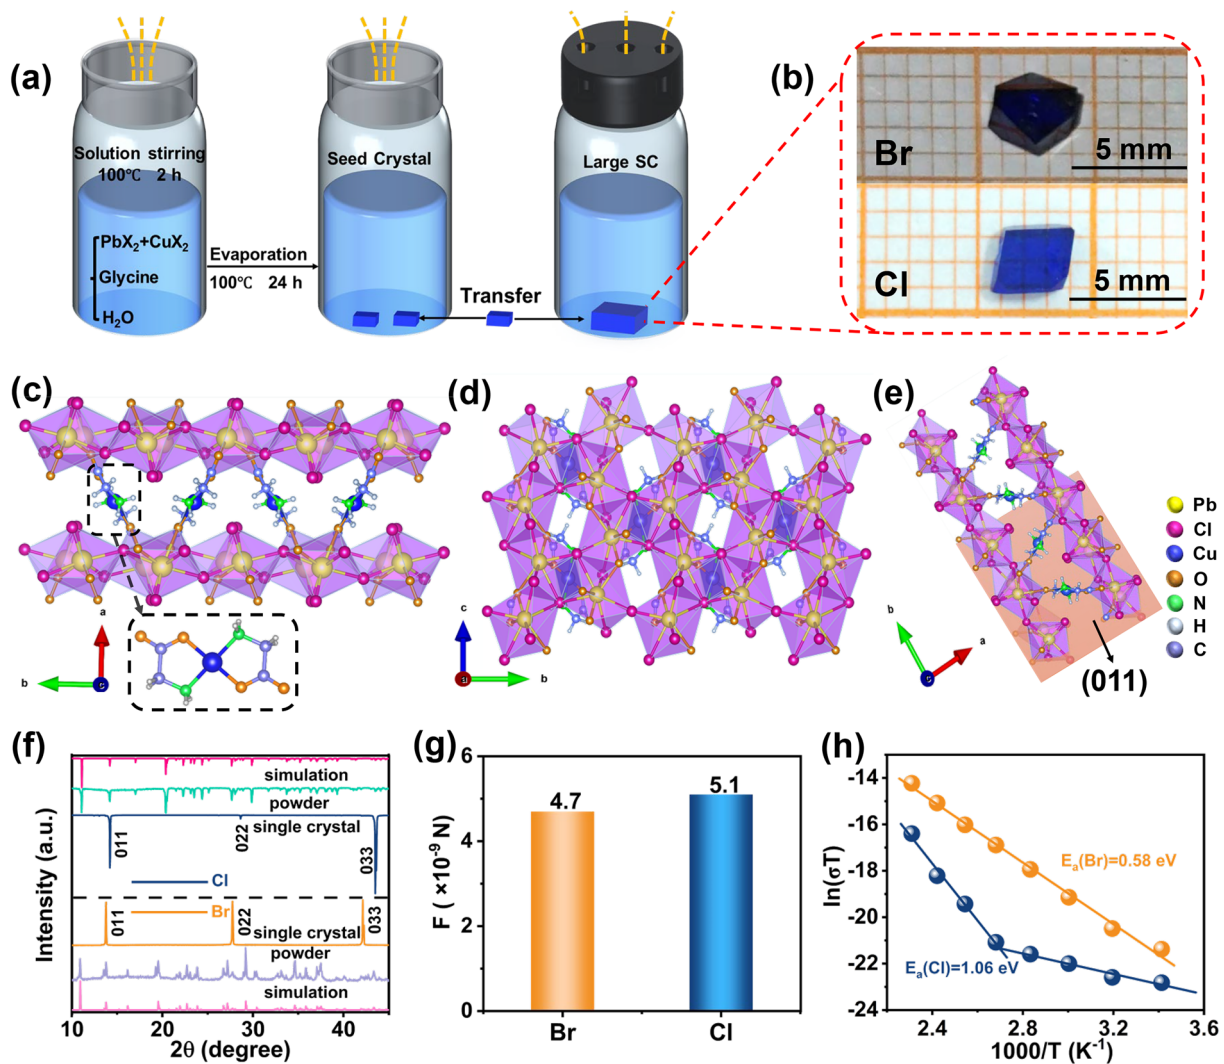 (a)
Solution stirring
100℃ 2 h
PbX₂+CuX₂
Glycine
H₂O
Evaporation
100℃ 24 h
Seed Crystal
Transfer
Large SC
(b)
Br
5 mm
Cl
5 mm
(c)
a
b
c
(d)
c
a
b
(e)
b
a
c
(011)
Pb
Cl
Cu
O
N
H
C
(f)
Intensity (a.u.)
simulation
powder
single crystal
011
022
033
Cl
Br
011
022
033
single crystal
powder
simulation
10 20 30 40
2θ (degree)
(g)
F ( ×10⁻⁹ N)
6
4
2
0
4.7
5.1
Br Cl
(h)
ln(σT)
-14
-16
-18
-20
-22
-24
Eₐ(Br)=0.58 eV
Eₐ(Cl)=1.06 eV
2.4 2.8 3.2 3.6
1000/T (K⁻¹)